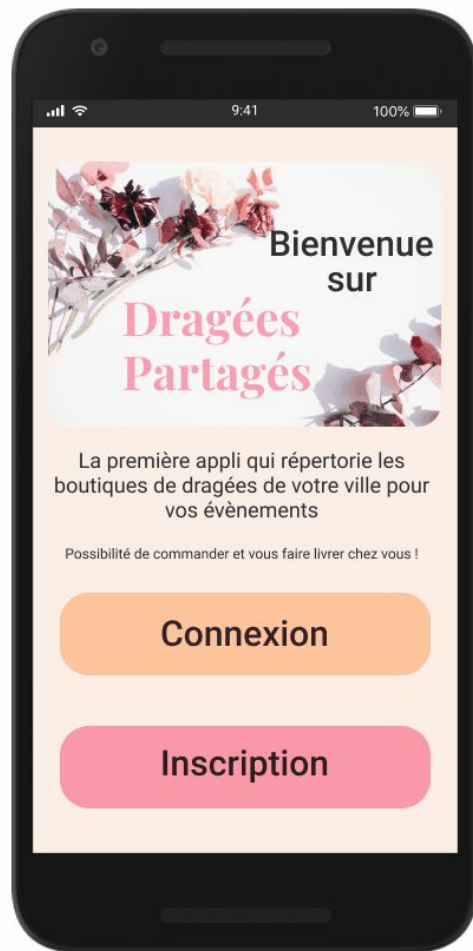 9:41
100%
Bienvenue
sur
Dragées
Partagés
La première appli qui répertorie les
boutiques de dragées de votre ville pour
vos évènements
Possibilité de commander et vous faire livrer chez vous !
Connexion
Inscription